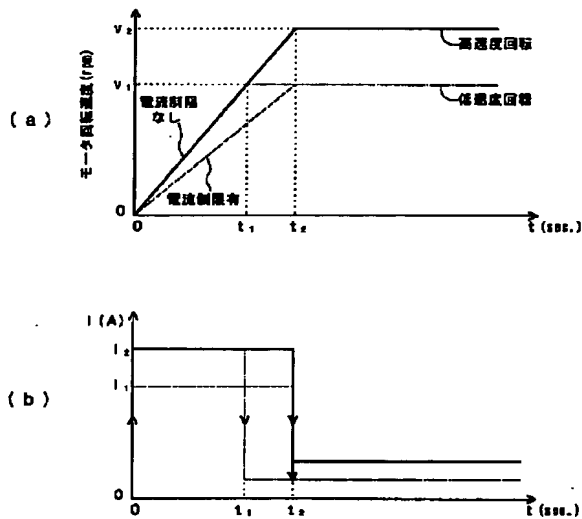 (a)
モータ回転速度(rpm)
V₂
V₁
0
電流制限
なし
電流制限有
高速度回転
低速度回転
0
t₁
t₂
t(sec.)
(b)
I(A)
I₂
I₁
0
t₁
t₂
t(sec.)